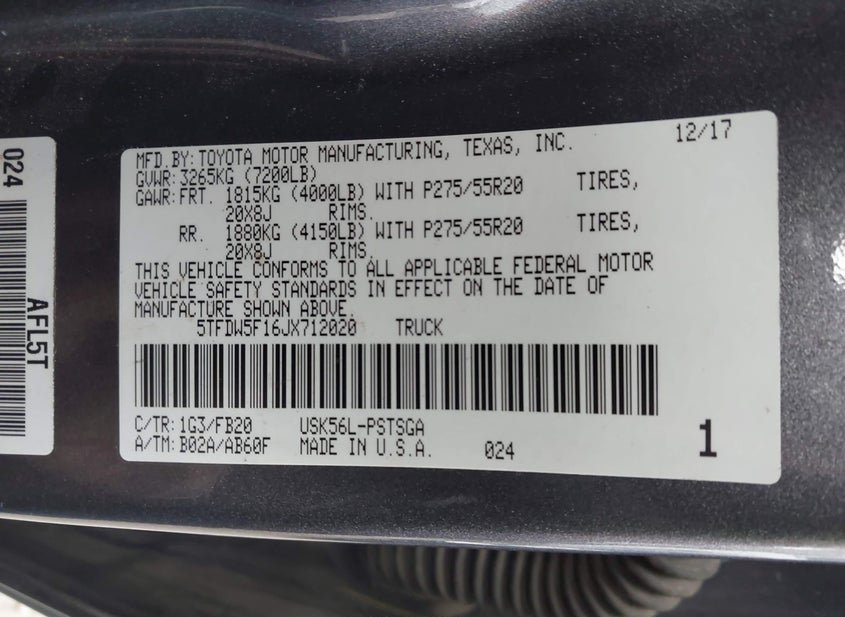 024
AFL5T
12/17
MFD.BY:TOYOTA MOTOR MANUFACTURING, TEXAS, INC.
GVWR:3265KG (7200LB)
GAWR:FRT. 1815KG (4000LB) WITH P275/55R20 TIRES,
20X8J RIMS.
RR. 1880KG (4150LB) WITH P275/55R20 TIRES,
20X8J RIMS.
THIS VEHICLE CONFORMS TO ALL APPLICABLE FEDERAL MOTOR
VEHICLE SAFETY STANDARDS IN EFFECT ON THE DATE OF
MANUFACTURE SHOWN ABOVE.
5TFDW5F16JX712020 TRUCK
C/TR:1G3/FB20 USK56L-PSTSGA
A/TM:B02A/AB60F MADE IN U.S.A. 024
1